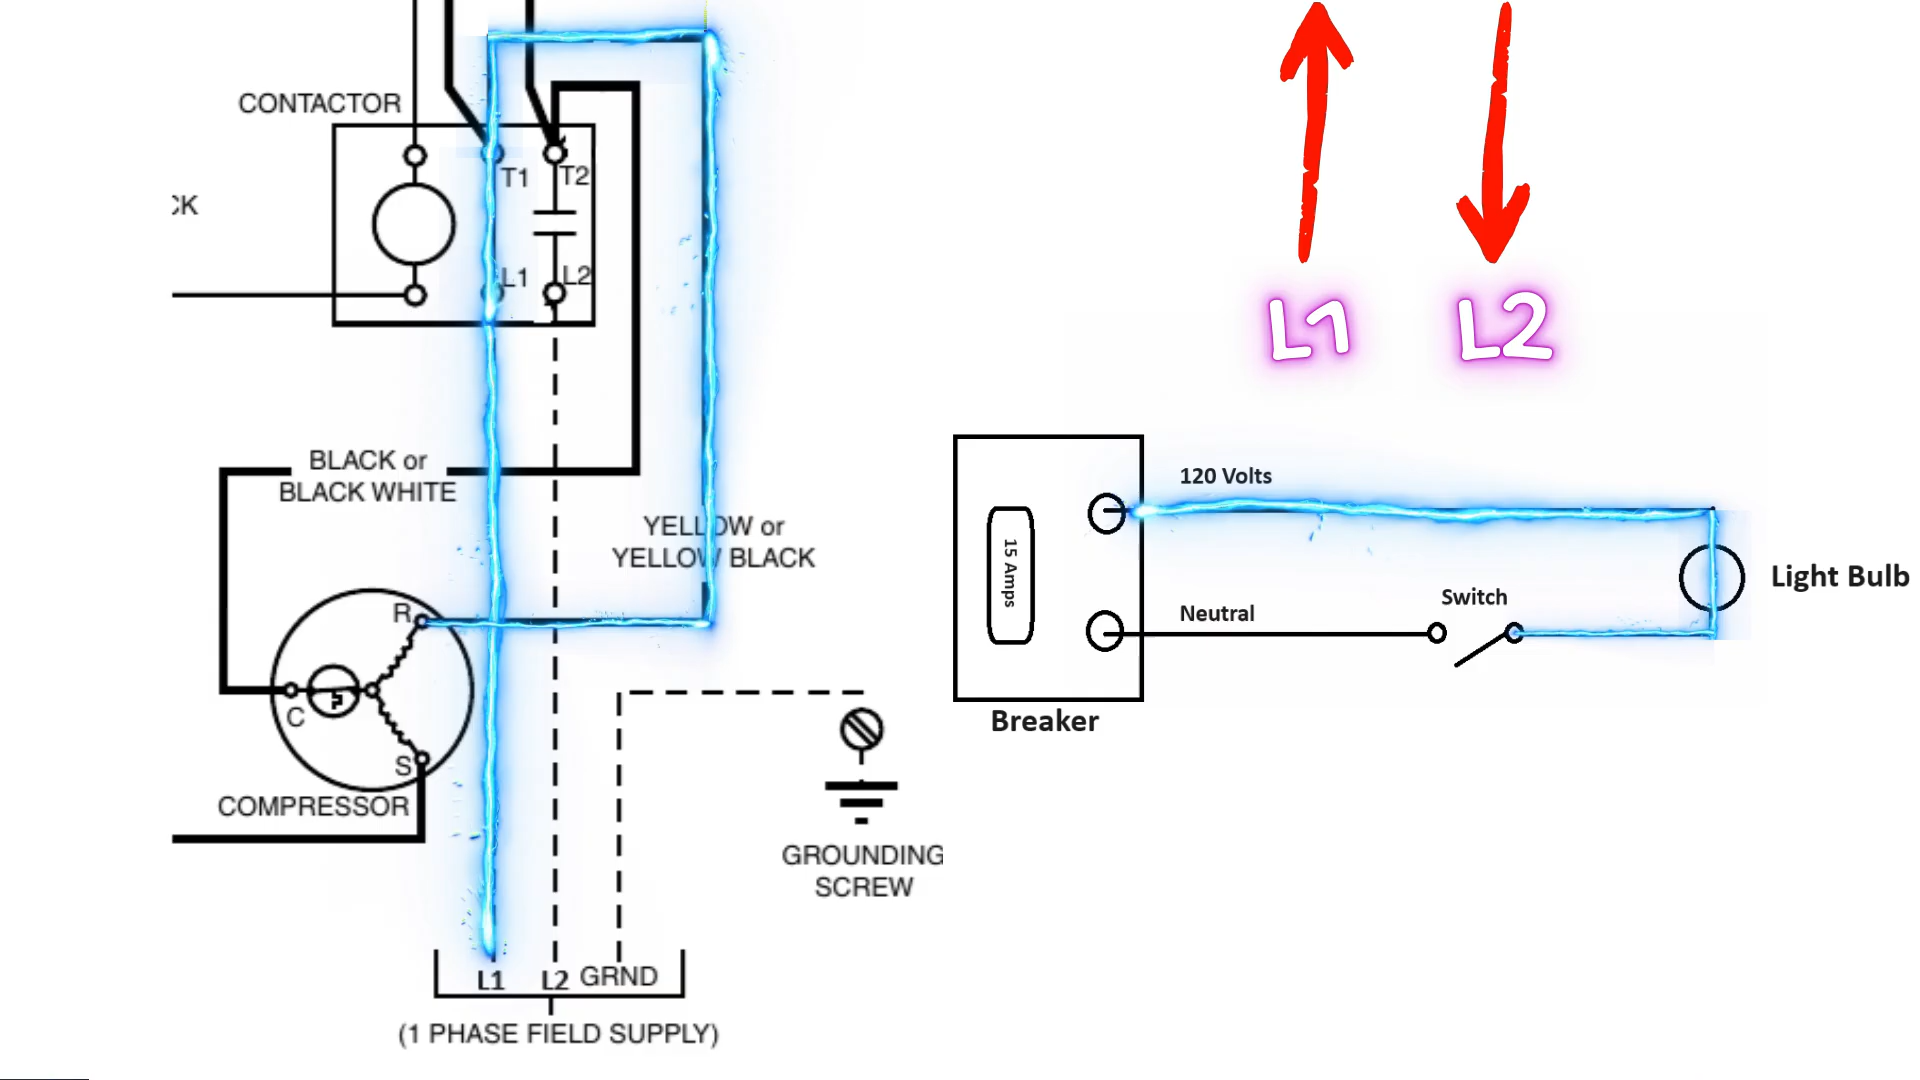 CONTACTOR
T1
T2
CK
L1
L2
BLACK or
BLACK WHITE
YELLOW or
YELLOW BLACK
R
C
S
COMPRESSOR
GROUNDING
SCREW
L1 L2 GRND
(1 PHASE FIELD SUPPLY)
L1 L2
120 Volts
15 Amps
Light Bulb
Switch
Neutral
Breaker